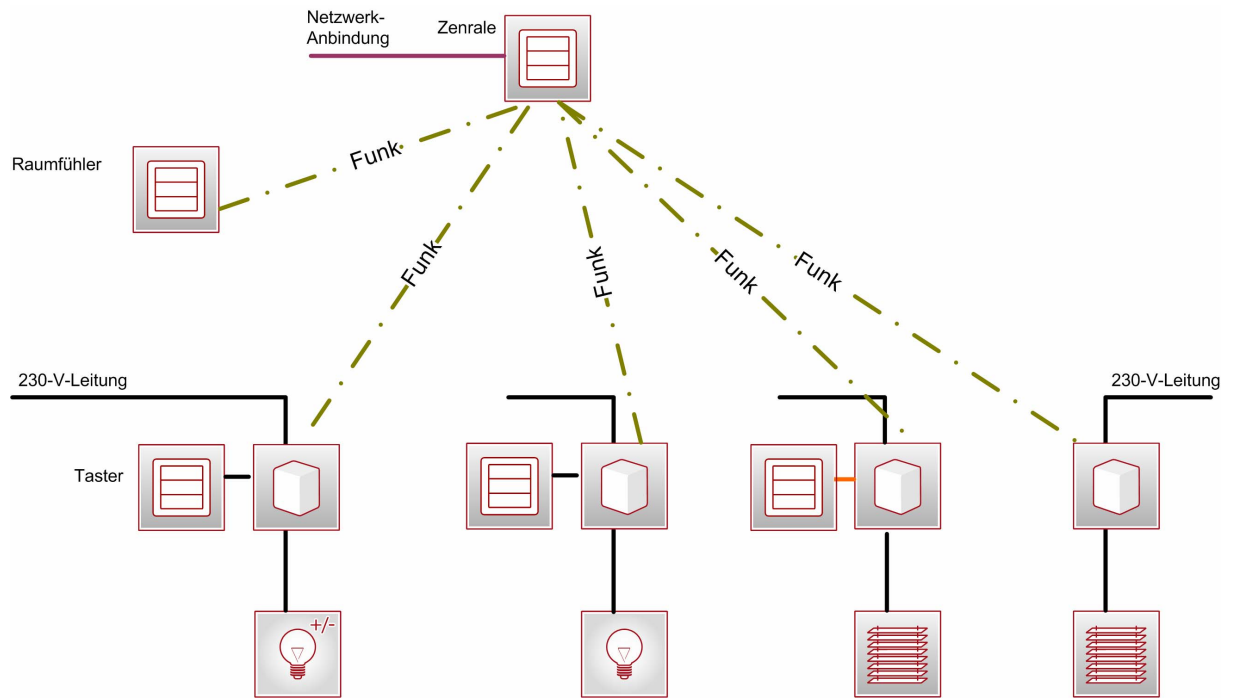 Netzwerk-
Anbindung
Zenrale
Raumfühler
Funk
Funk
Funk
Funk
Funk
230-V-Leitung
230-V-Leitung
Taster
+/-